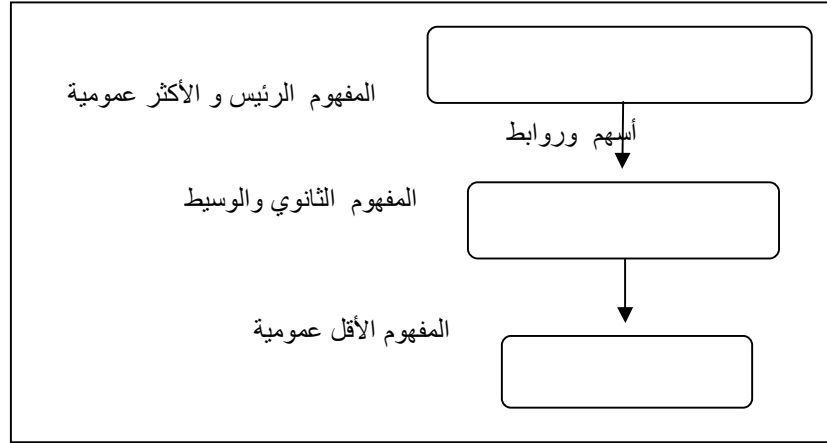 المفهوم الرئيس و الأكثر عمومية
أسهم وروابط
المفهوم الثانوي والوسيط
المفهوم الأقل عمومية